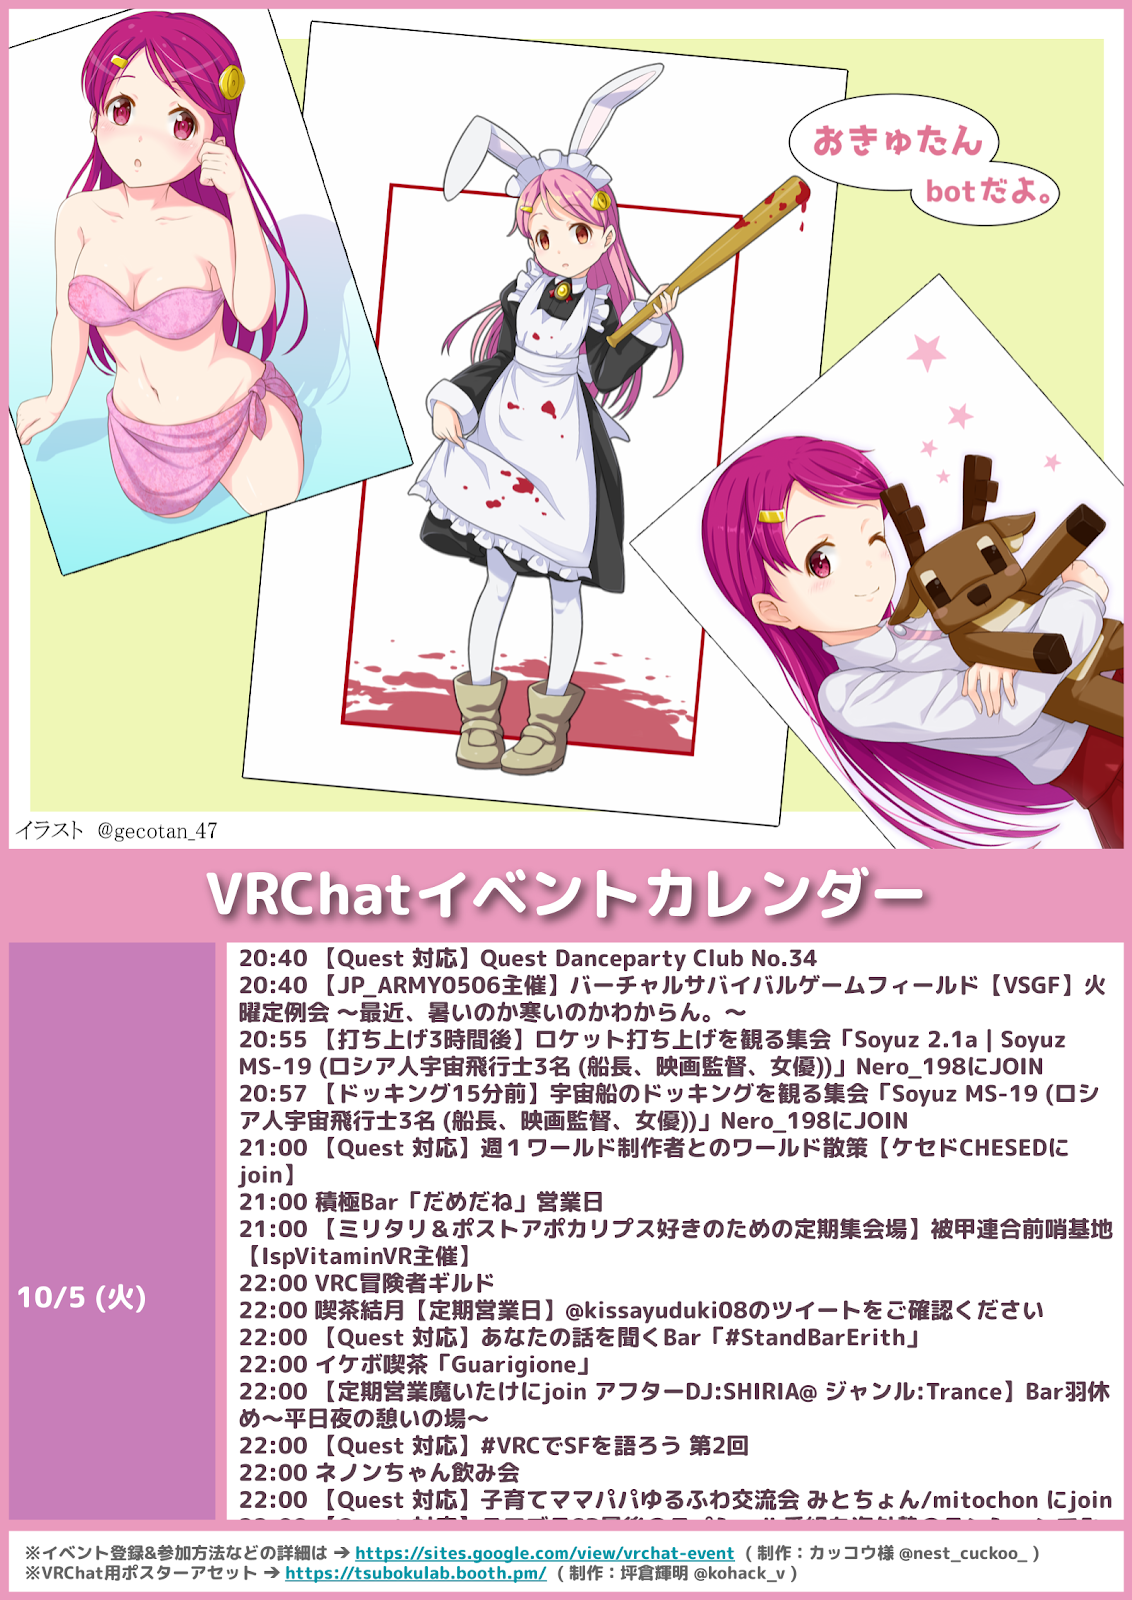 おきゅたん
botだよ。
イラスト @gecotan_47
VRChatイベントカレンダー
10/5 (火)
20:40 【Quest 対応】Quest Danceparty Club No.34
20:40 【JP_ARMY0506主催】バーチャルサバイバルゲームフィールド【VSGF】火
曜定例会 ～最近、暑いのか寒いのかわからん。～
20:55 【打ち上げ3時間後】ロケット打ち上げを観る集会「Soyuz 2.1a | Soyuz
MS-19 (ロシア人宇宙飛行士3名 (船長、映画監督、女優))」Nero_198にJOIN
20:57 【ドッキング15分前】宇宙船のドッキングを観る集会「Soyuz MS-19 (ロシ
ア人宇宙飛行士3名 (船長、映画監督、女優))」Nero_198にJOIN
21:00 【Quest 対応】週１ワールド制作者とのワールド散策【ケセドCHESEDに
join】
21:00 積極Bar「だめだね」営業日
21:00 【ミリタリ＆ポストアポカリプス好きのための定期集会場】被甲連合前哨基地
【IspVitaminVR主催】
22:00 VRC冒険者ギルド
22:00 喫茶結月【定期営業日】@kissayuduki08のツイートをご確認ください
22:00 【Quest 対応】あなたの話を聞くBar「#StandBarErith」
22:00 イケボ喫茶「Guarigione」
22:00 【定期営業魔いたけにjoin アフターDJ:SHIRIA@ ジャンル:Trance】Bar羽休
め～平日夜の憩いの場～
22:00 【Quest 対応】#VRCでSFを語ろう 第2回
22:00 ネノンちゃん飲み会
22:00 【Quest 対応】子育てママパパゆるふわ交流会 みとちょん/mitochon にjoin
※イベント登録&参加方法などの詳細は → https://sites.google.com/view/vrchat-event ( 制作：カッコウ様 @nest_cuckoo_ )
※VRChat用ポスターアセット → https://tsubokulab.booth.pm/ ( 制作：坪倉輝明 @kohack_v )